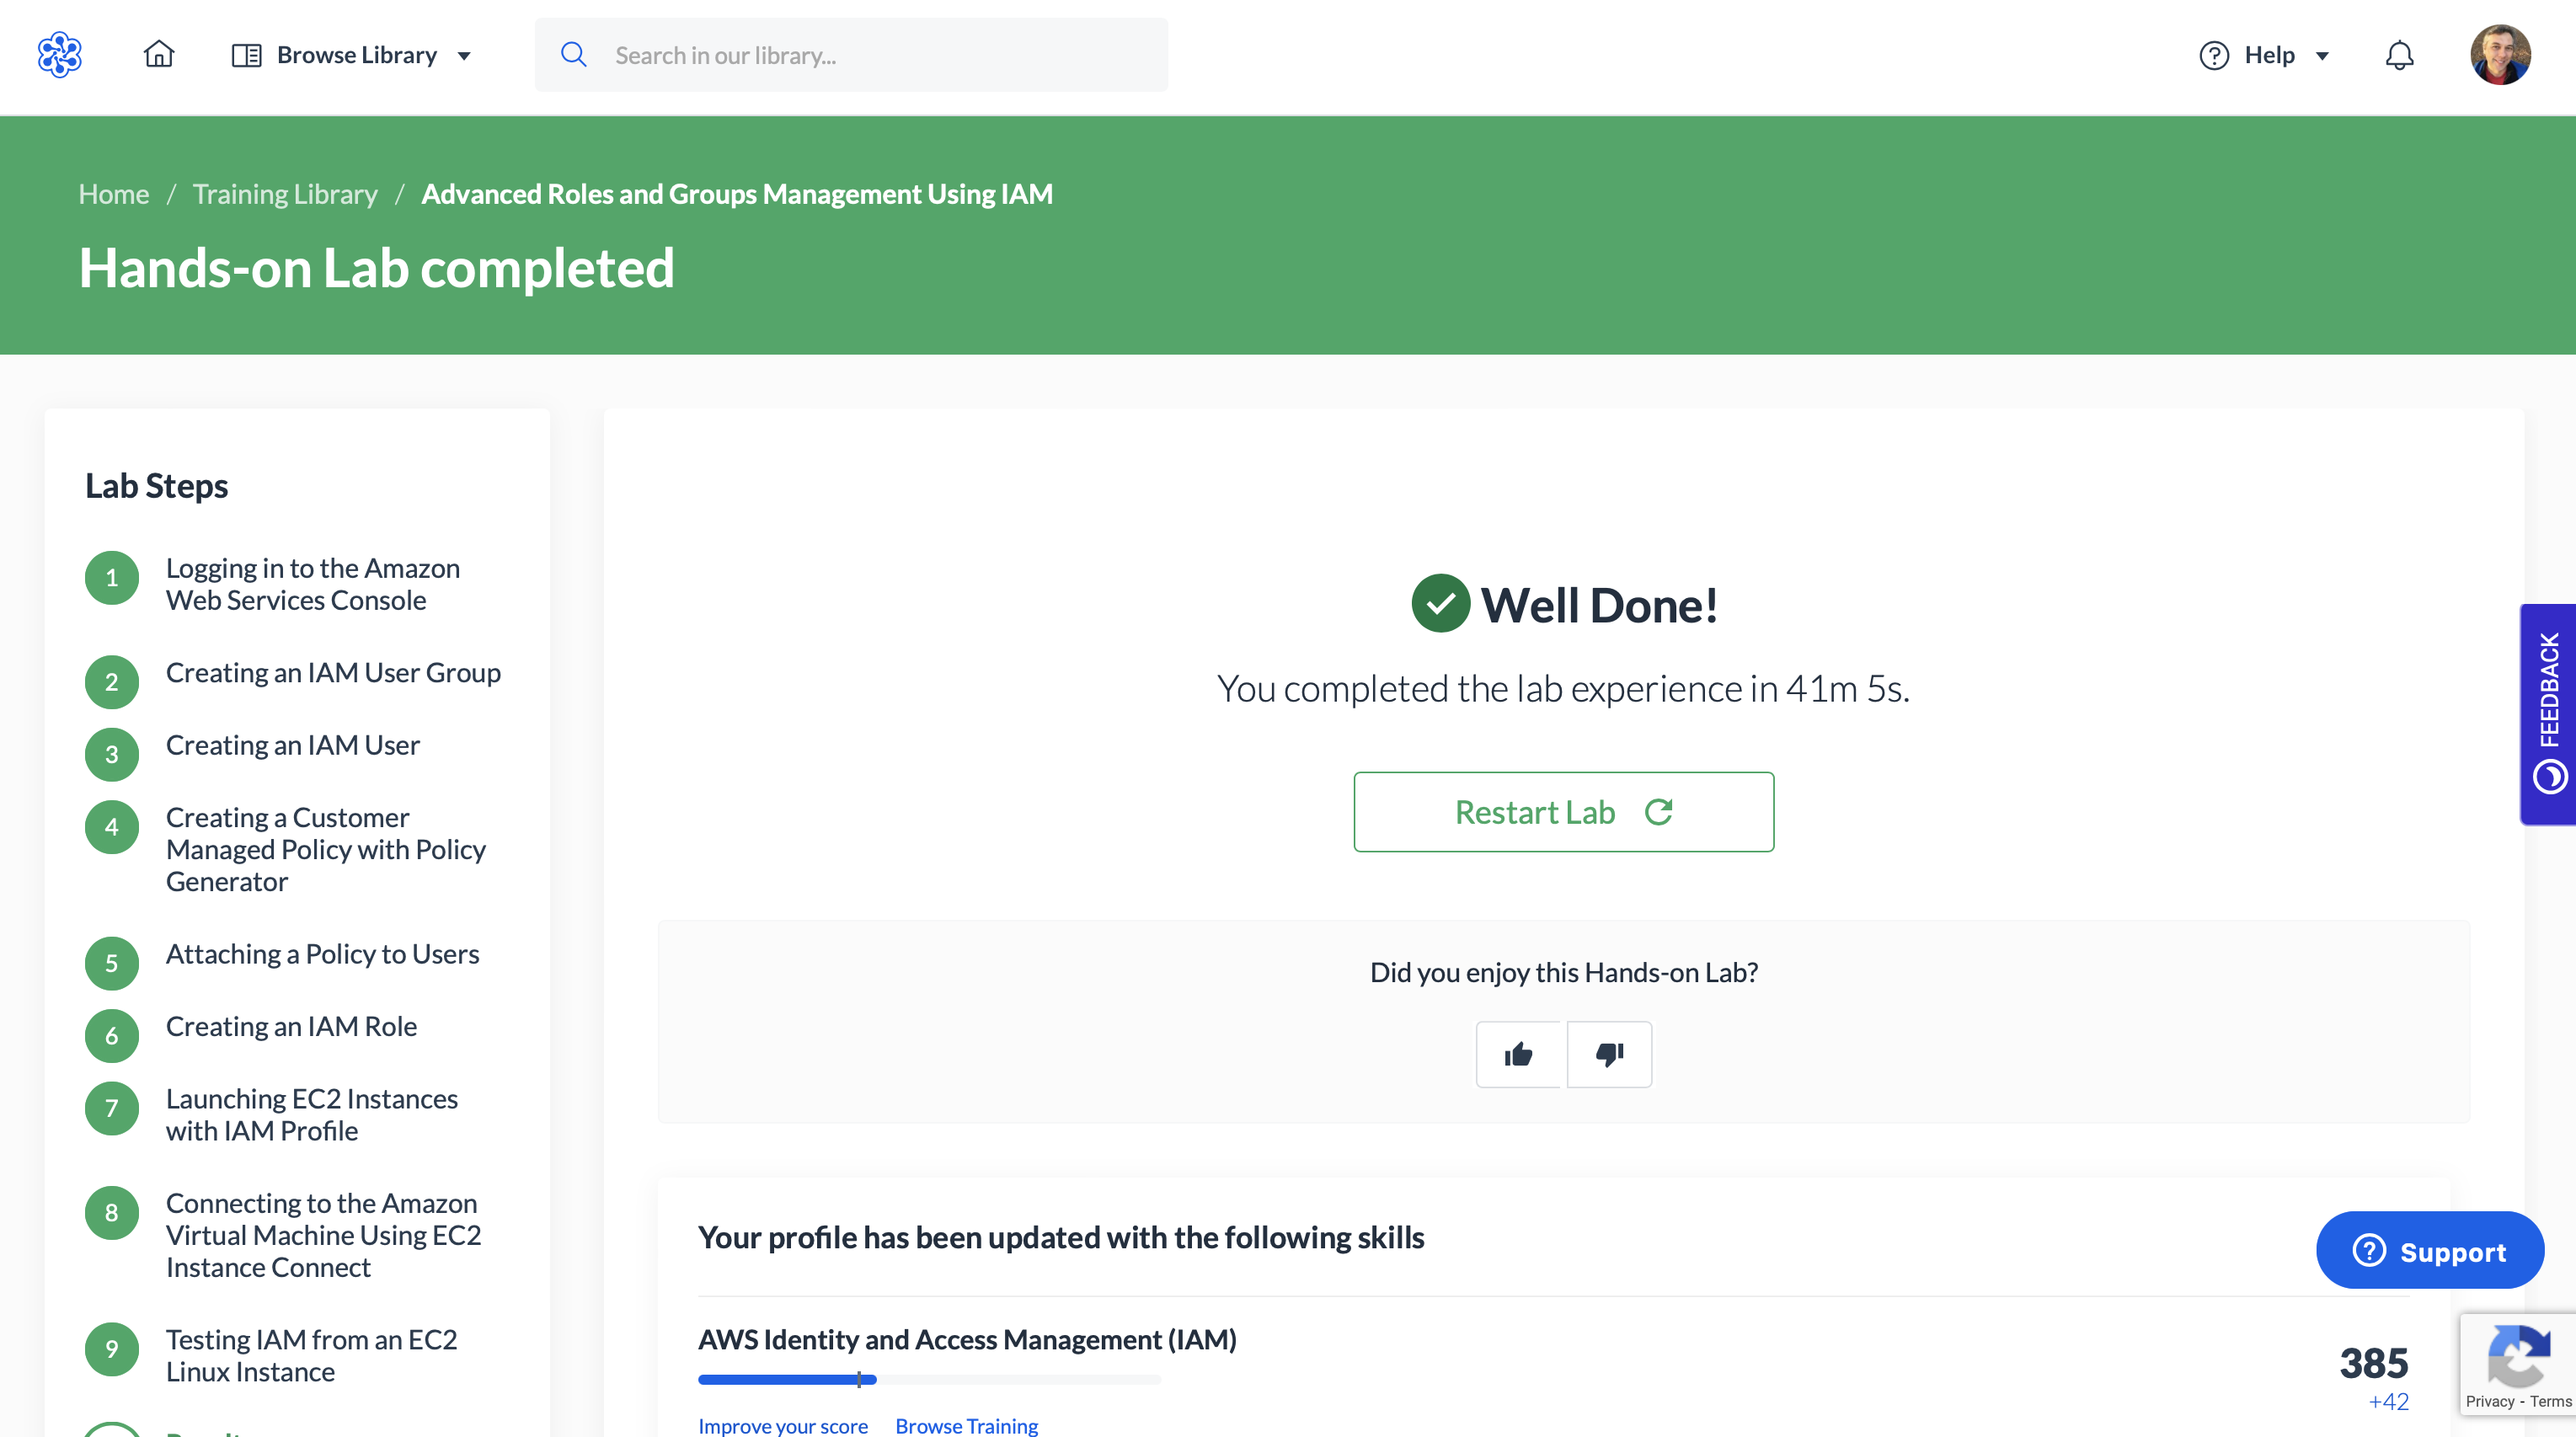 Browse Library
Search in our library...
Help
Home / Training Library / Advanced Roles and Groups Management Using IAM
Hands-on Lab completed
Lab Steps
1
Logging in to the Amazon
Web Services Console
2
Creating an IAM User Group
3
Creating an IAM User
4
Creating a Customer
Managed Policy with Policy
Generator
5
Attaching a Policy to Users
6
Creating an IAM Role
7
Launching EC2 Instances
with IAM Profile
8
Connecting to the Amazon
Virtual Machine Using EC2
Instance Connect
9
Testing IAM from an EC2
Linux Instance
Well Done!
You completed the lab experience in 41m 5s.
Restart Lab
Did you enjoy this Hands-on Lab?
Your profile has been updated with the following skills
AWS Identity and Access Management (IAM)
385
+42
Improve your score Browse Training
FEEDBACK
Support
Privacy - Terms